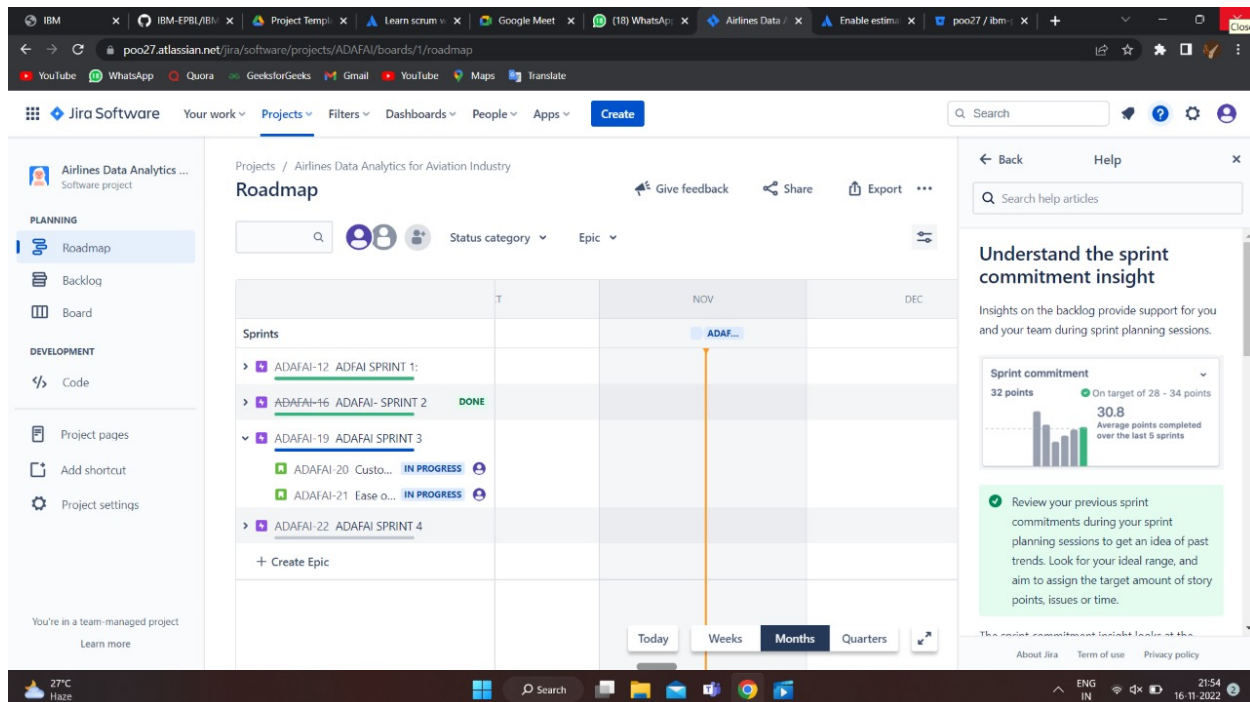 IBM
IBM-EPBL/IBM
Project Templa
Learn scrum w
Google Meet
(18) WhatsApp
Airlines Data A
Enable estimat
poo27 / ibm-p
Close
poo27.atlassian.net/jira/software/projects/ADAFAI/boards/1/roadmap
YouTube WhatsApp Quora GeeksforGeeks Gmail YouTube Maps Translate
Jira Software Your work Projects Filters Dashboards People Apps Create Search
Airlines Data Analytics ...
Software project
PLANNING
Roadmap
Backlog
Board
DEVELOPMENT
Code
Project pages
Add shortcut
Project settings
You're in a team-managed project
Learn more
Projects / Airlines Data Analytics for Aviation Industry
Roadmap
Give feedback Share Export
Status category Epic
T NOV DEC
Sprints ADAF...
ADAFAI-12 ADFAI SPRINT 1:
ADAFAI-16 ADAFAI- SPRINT 2 DONE
ADAFAI-19 ADAFAI SPRINT 3
ADAFAI-20 Custo... IN PROGRESS
ADAFAI-21 Ease o... IN PROGRESS
ADAFAI-22 ADAFAI SPRINT 4
+ Create Epic
Today Weeks Months Quarters
Back Help
Search help articles
Understand the sprint
commitment insight
Insights on the backlog provide support for you
and your team during sprint planning sessions.
Sprint commitment
32 points On target of 28 - 34 points
30.8
Average points completed
over the last 5 sprints
Review your previous sprint
commitments during your sprint
planning sessions to get an idea of past
trends. Look for your ideal range, and
aim to assign the target amount of story
points, issues or time.
The sprint commitment insight looks at the
About Jira Term of use Privacy policy
27°C
Haze
Search
ENG
IN
21:54
16-11-2022
2